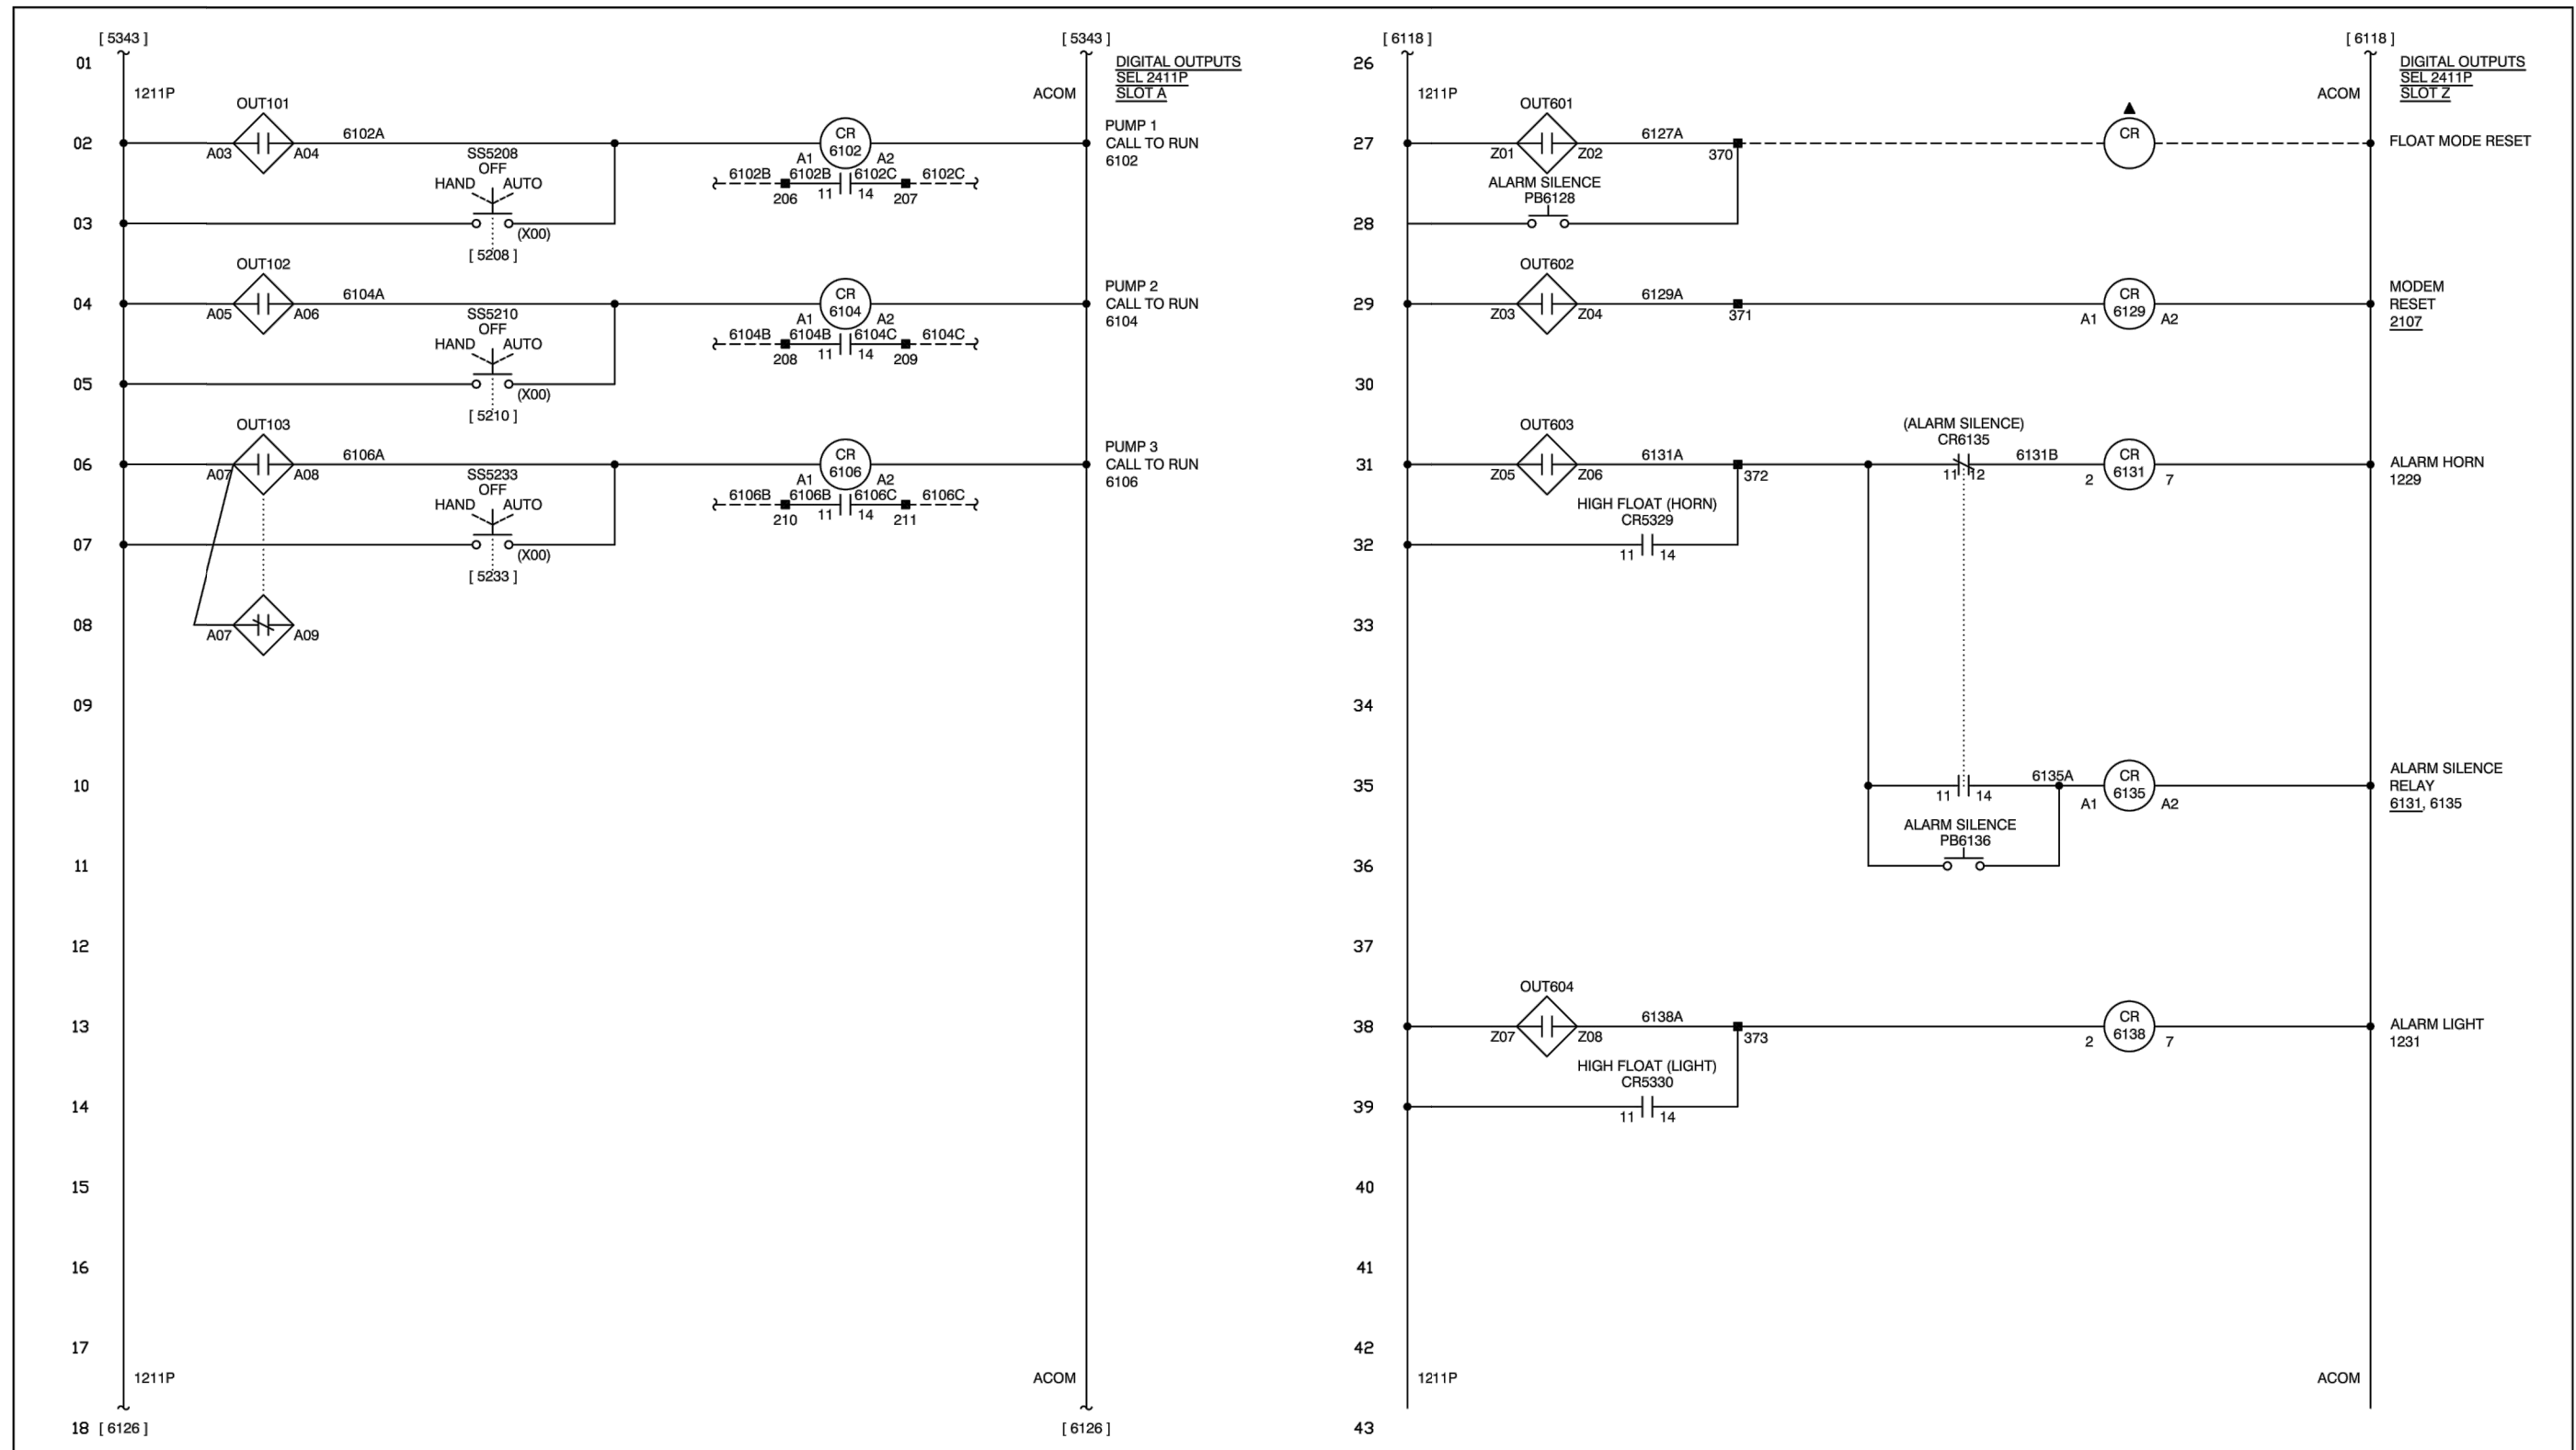 [ 5343 ]
[ 5343 ]
01
DIGITAL OUTPUTS
SEL 2411P
SLOT A
1211P
ACOM
OUT101
02
A03
A04
6102A
CR
6102
A1
A2
PUMP 1
CALL TO RUN
6102
SS5208
OFF
HAND
AUTO
6102B
6102B
6102C
6102C
206
11
14
207
03
(X00)
[ 5208 ]
OUT102
04
A05
A06
6104A
CR
6104
A1
A2
PUMP 2
CALL TO RUN
6104
SS5210
OFF
HAND
AUTO
6104B
6104B
6104C
6104C
208
11
14
209
05
(X00)
[ 5210 ]
OUT103
06
A07
A08
6106A
CR
6106
A1
A2
PUMP 3
CALL TO RUN
6106
SS5233
OFF
HAND
AUTO
6106B
6106B
6106C
6106C
210
11
14
211
07
(X00)
[ 5233 ]
08
A07
A09
09
10
11
12
13
14
15
16
17
1211P
ACOM
18
[ 6126 ]
[ 6126 ]
[ 6118 ]
[ 6118 ]
26
DIGITAL OUTPUTS
SEL 2411P
SLOT Z
1211P
ACOM
OUT601
27
Z01
Z02
6127A
370
CR
FLOAT MODE RESET
ALARM SILENCE
PB6128
28
OUT602
29
Z03
Z04
6129A
371
CR
6129
A1
A2
MODEM
RESET
2107
30
OUT603
31
Z05
Z06
6131A
372
(ALARM SILENCE)
CR6135
11
12
6131B
CR
6131
2
7
ALARM HORN
1229
HIGH FLOAT (HORN)
CR5329
32
11
14
33
34
35
11
14
6135A
CR
6135
A1
A2
ALARM SILENCE
RELAY
6131, 6135
ALARM SILENCE
PB6136
36
37
OUT604
38
Z07
Z08
6138A
373
CR
6138
2
7
ALARM LIGHT
1231
HIGH FLOAT (LIGHT)
CR5330
39
11
14
40
41
42
1211P
ACOM
43